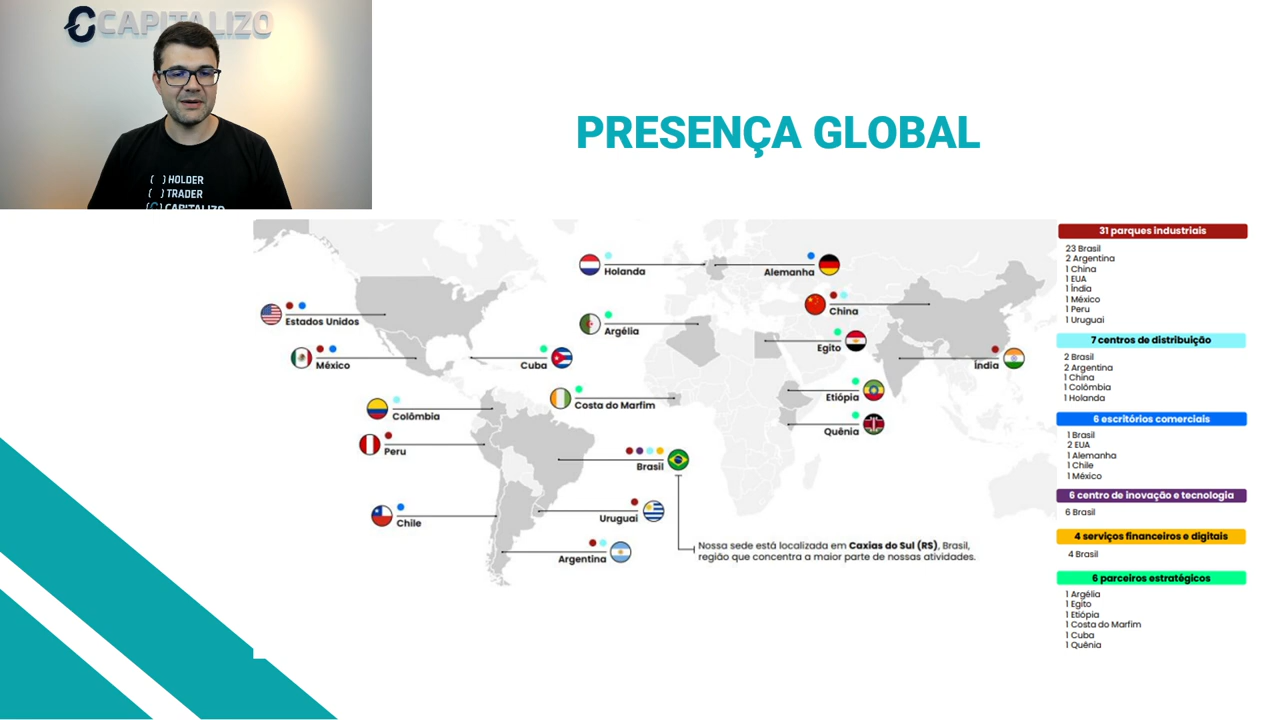 CAPITALIZO
( ) HOLDER
( ) TRADER
( ) CAPITALIZO
PRESENÇA GLOBAL
Holanda
Alemanha
Estados Unidos
Argélia
China
México
Cuba
Egito
Índia
Colômbia
Costa do Marfim
Etiópia
Peru
Quênia
Brasil
Chile
Uruguai
Argentina
Nossa sede está localizada em Caxias do Sul (RS), Brasil,
região que concentra a maior parte de nossas atividades.
31 parques industriais
23 Brasil
2 Argentina
1 China
1 EUA
1 Índia
1 México
1 Peru
1 Uruguai
7 centros de distribuição
2 Brasil
2 Argentina
1 China
1 Colômbia
1 Holanda
6 escritórios comerciais
1 Brasil
2 EUA
1 Alemanha
1 Chile
1 México
6 centro de inovação e tecnologia
6 Brasil
4 serviços financeiros e digitais
4 Brasil
6 parceiros estratégicos
1 Argélia
1 Egito
1 Etiópia
1 Costa do Marfim
1 Cuba
1 Quênia